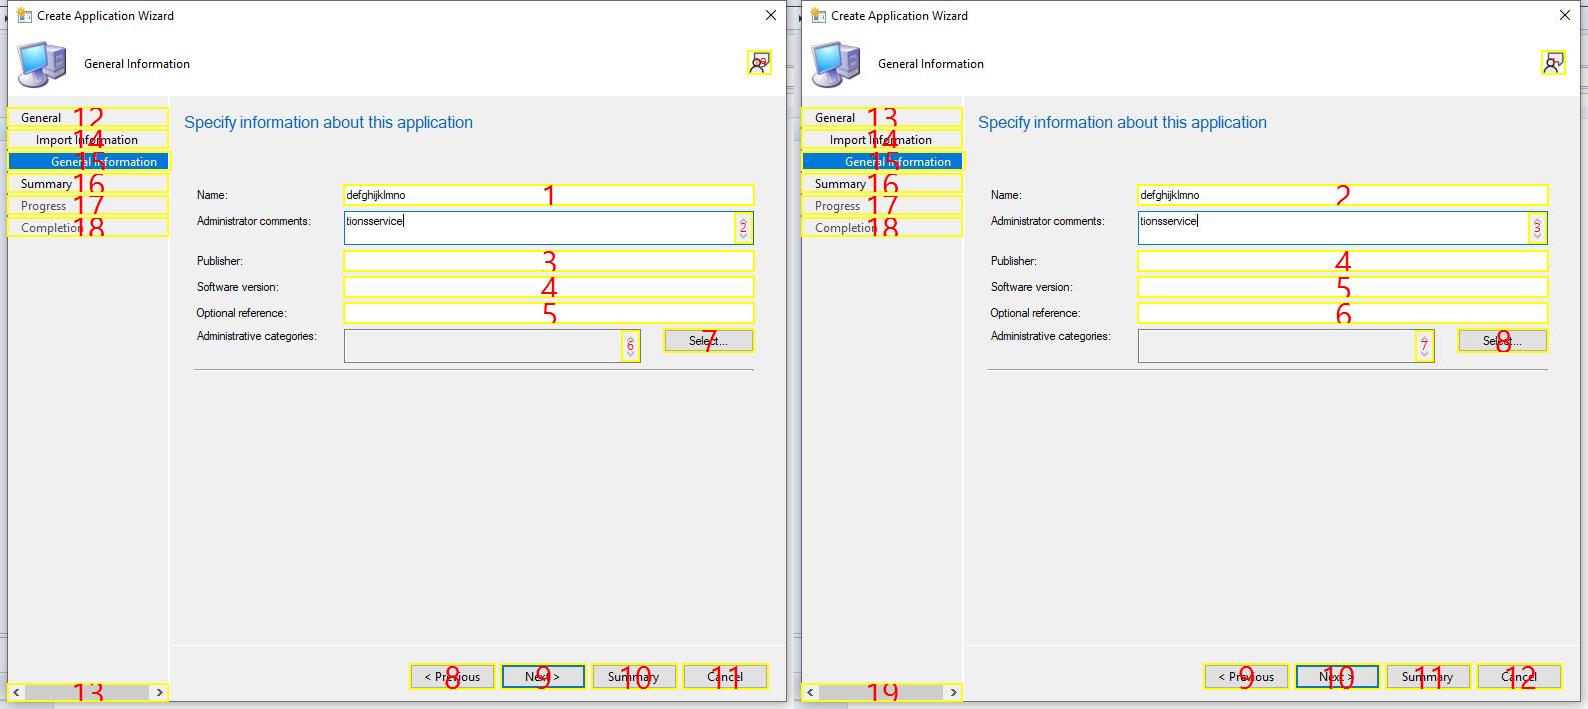 Create Application Wizard
General Information
19
General 12
Import Information 14
General Information 15
Summary 16
Progress 17
Completion 18
13
Specify information about this application
Name: defghijklmno 1
Administrator comments: tionsservice 2
Publisher: 3
Software version: 4
Optional reference: 5
Administrative categories: 6
Select... 7
< Previous 8
Next > 9
Summary 10
Cancel 11
Create Application Wizard
General Information
General 13
Import Information 14
General Information 15
Summary 16
Progress 17
Completion 18
19
Specify information about this application
Name: defghijklmno 2
Administrator comments: tionsservice 3
Publisher: 4
Software version: 5
Optional reference: 6
Administrative categories: 7
Select... 8
< Previous 9
Next > 10
Summary 11
Cancel 12